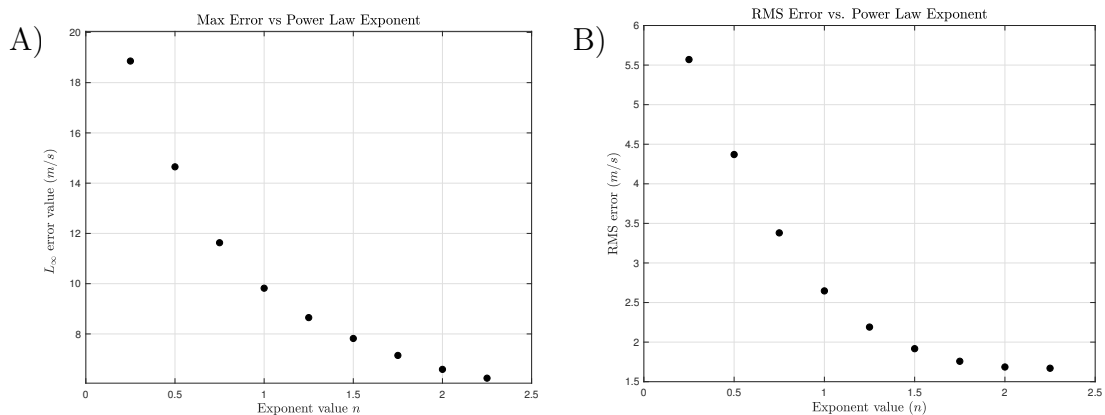 A)
Max Error vs Power Law Exponent
L∞ error value (m/s)
20
18
16
14
12
10
8
0 0.5 1 1.5 2 2.5
Exponent value n
B)
RMS Error vs. Power Law Exponent
RMS error (m/s)
6
5.5
5
4.5
4
3.5
3
2.5
2
1.5
0 0.5 1 1.5 2 2.5
Exponent value (n)